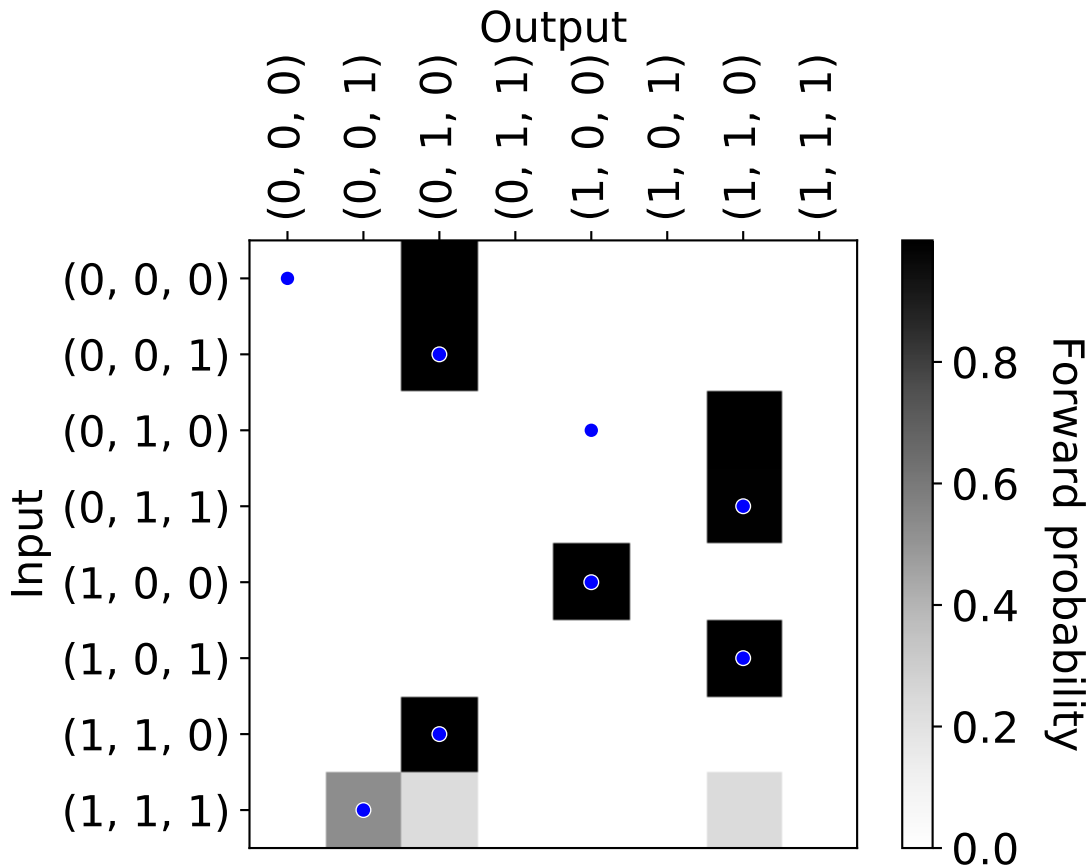 Output
(0, 0, 0)
(0, 0, 1)
(0, 1, 0)
(0, 1, 1)
(1, 0, 0)
(1, 0, 1)
(1, 1, 0)
(1, 1, 1)
Input
(0, 0, 0)
(0, 0, 1)
(0, 1, 0)
(0, 1, 1)
(1, 0, 0)
(1, 0, 1)
(1, 1, 0)
(1, 1, 1)
0.8
0.6
0.4
0.2
0.0
Forward probability